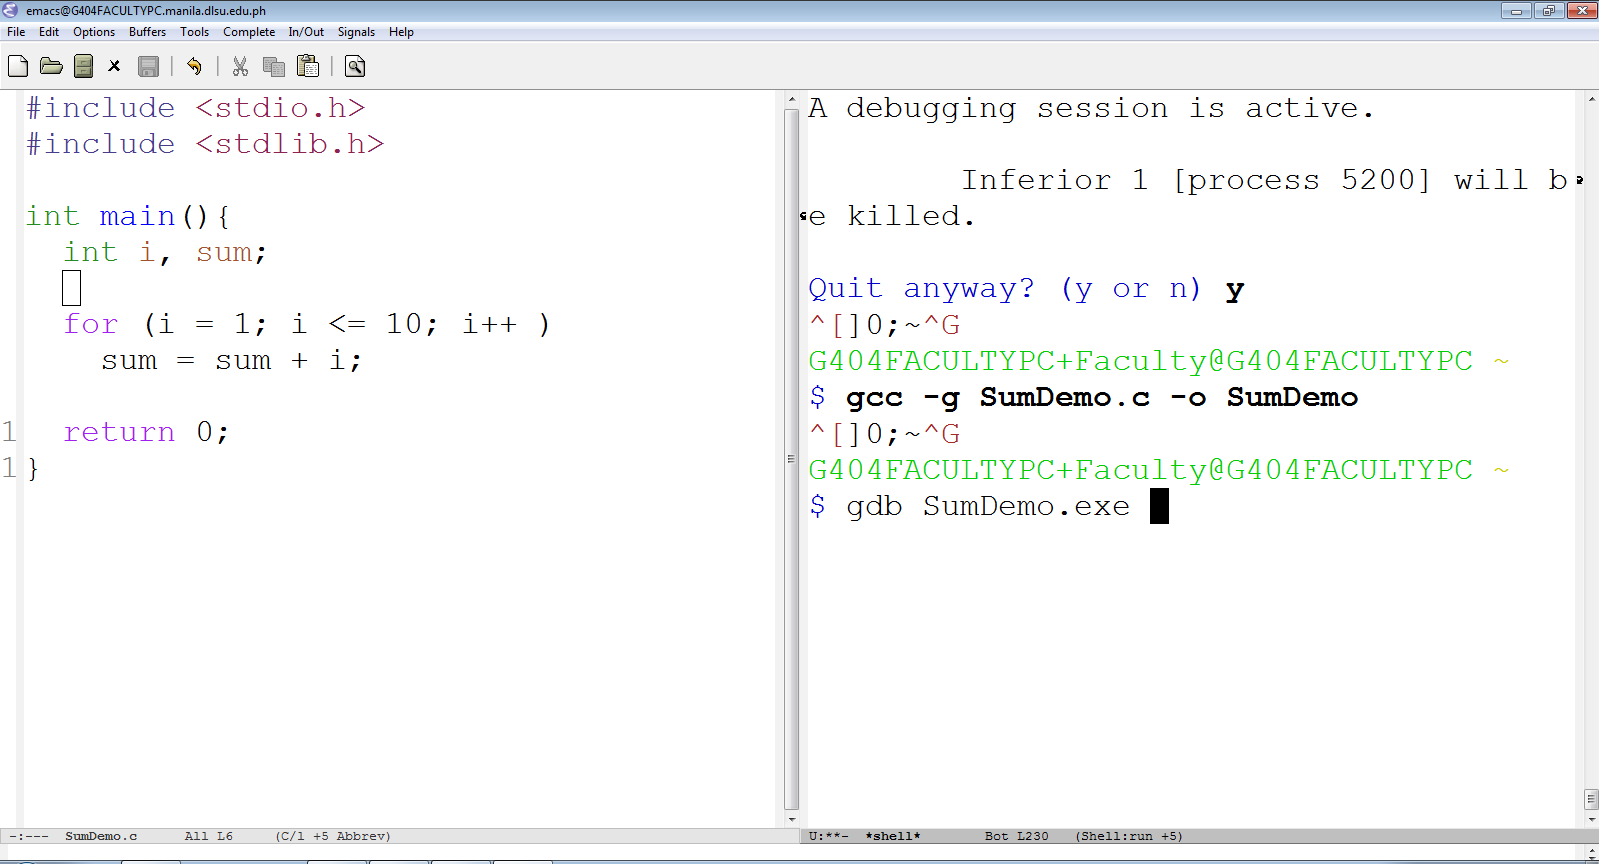 emacs@G404FACULTYPC.manila.dlsu.edu.ph
File Edit Options Buffers Tools Complete In/Out Signals Help
#include <stdio.h>
#include <stdlib.h>
int main(){
int i, sum;
for (i = 1; i <= 10; i++ )
sum = sum + i;
1 return 0;
1 }
-:--- SumDemo.c All L6 (C/l +5 Abbrev)
A debugging session is active.
Inferior 1 [process 5200] will b
e killed.
Quit anyway? (y or n) y
^[]0;~^G
G404FACULTYPC+Faculty@G404FACULTYPC ~
$ gcc -g SumDemo.c -o SumDemo
^[]0;~^G
G404FACULTYPC+Faculty@G404FACULTYPC ~
$ gdb SumDemo.exe
U:**- *shell* Bot L230 (Shell:run +5)